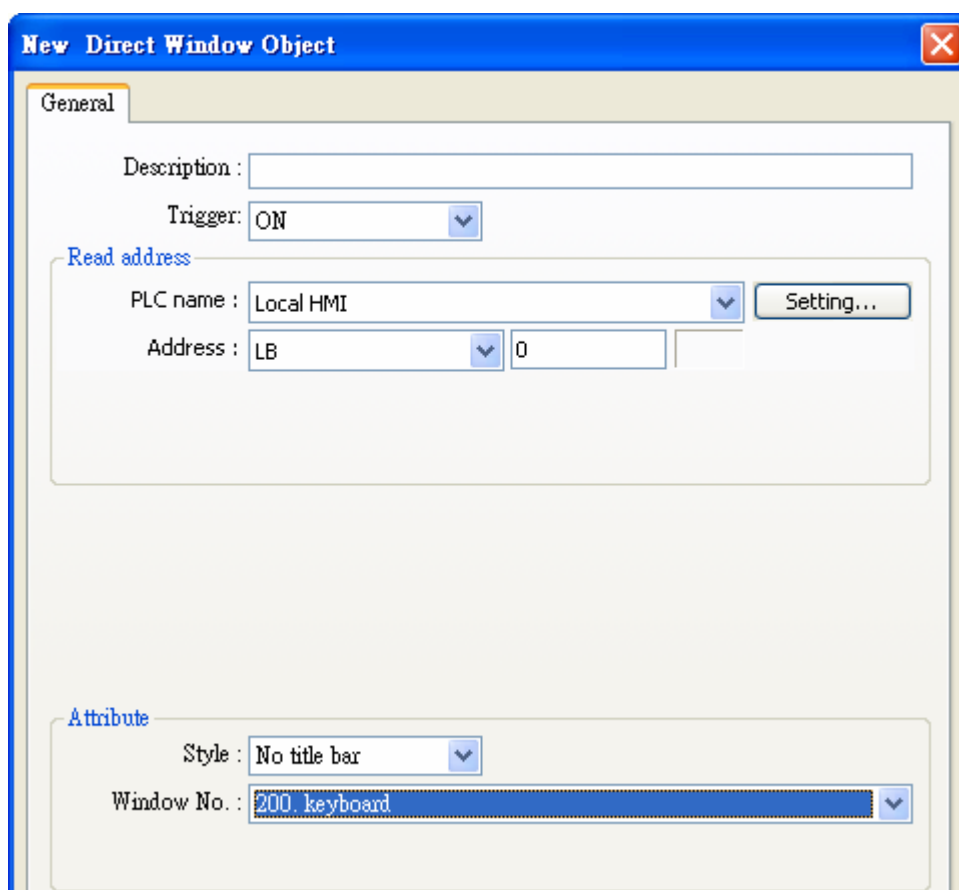 New Direct Window Object
General
Description :
Trigger: ON
Read address
PLC name : Local HMI Setting...
Address : LB 0
Attribute
Style : No title bar
Window No. : 200. keyboard